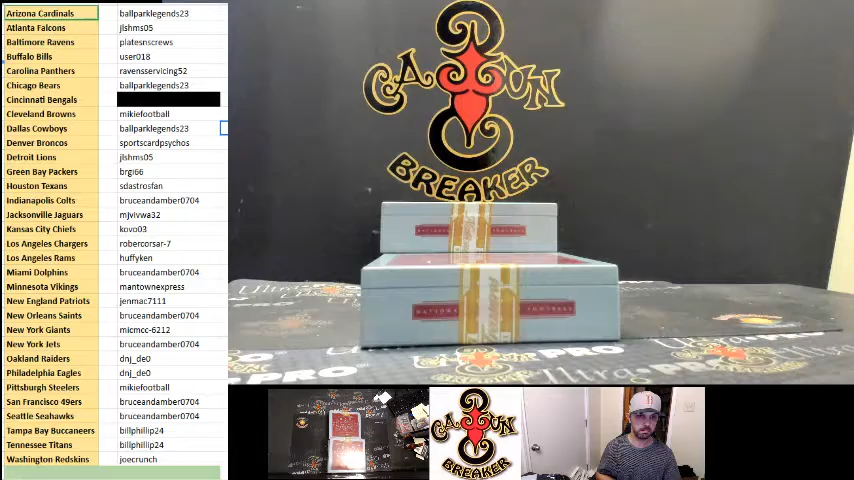 Arizona Cardinals ballparklegends23
Atlanta Falcons jlshms05
Baltimore Ravens platesnscrews
Buffalo Bills user018
Carolina Panthers ravensservicing52
Chicago Bears ballparklegends23
Cincinnati Bengals
Cleveland Browns mikiefootball
Dallas Cowboys ballparklegends23
Denver Broncos sportscardpsychos
Detroit Lions jlshms05
Green Bay Packers brgi66
Houston Texans sdastrosfan
Indianapolis Colts bruceandamber0704
Jacksonville Jaguars mjvivwa32
Kansas City Chiefs kovo03
Los Angeles Chargers robercorsar-7
Los Angeles Rams huffyken
Miami Dolphins bruceandamber0704
Minnesota Vikings mantownexpress
New England Patriots jenmac7111
New Orleans Saints bruceandamber0704
New York Giants micmcc-6212
New York Jets bruceandamber0704
Oakland Raiders dnj_de0
Philadelphia Eagles dnj_de0
Pittsburgh Steelers mikiefootball
San Francisco 49ers bruceandamber0704
Seattle Seahawks bruceandamber0704
Tampa Bay Buccaneers billphillip24
Tennessee Titans billphillip24
Washington Redskins joecrunch
CAJUN
BREAKER
NATIONAL FOOTBALL
Ultra PRO
CAJUN
BREAKER